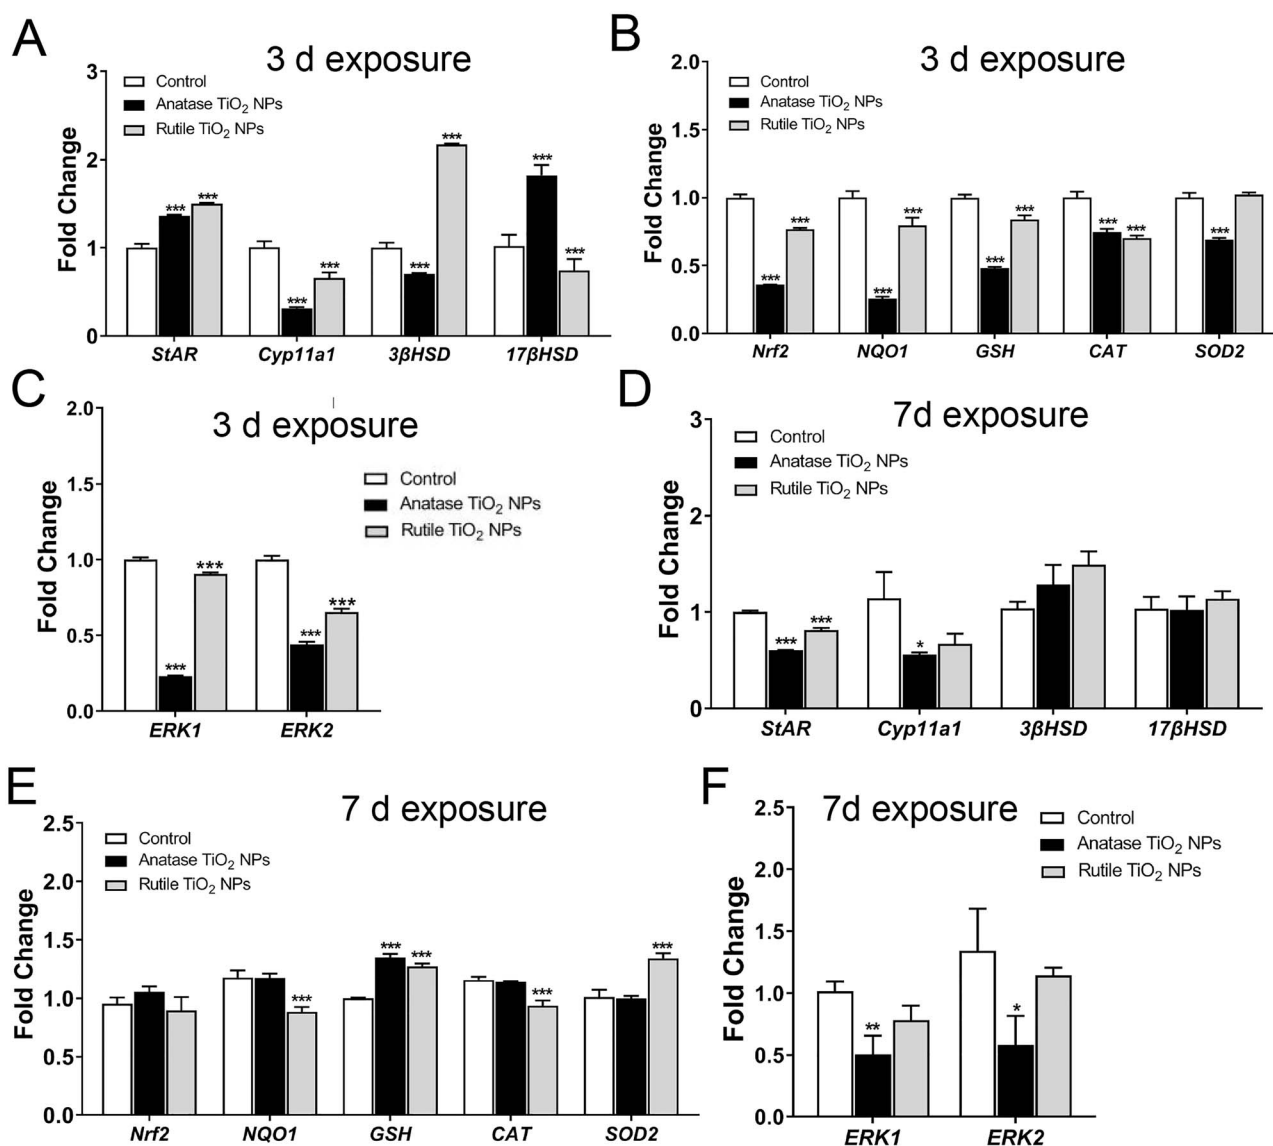 A
3 d exposure
Control
Anatase TiO2 NPs
Rutile TiO2 NPs
Fold Change
3
2
1
0
***
***
***
***
***
***
***
***
StAR
Cyp11a1
3βHSD
17βHSD
B
3 d exposure
Control
Anatase TiO2 NPs
Rutile TiO2 NPs
Fold Change
2.0
1.5
1.0
0.5
0.0
***
***
***
***
***
***
***
***
***
Nrf2
NQO1
GSH
CAT
SOD2
C
3 d exposure
Control
Anatase TiO2 NPs
Rutile TiO2 NPs
Fold Change
2.0
1.5
1.0
0.5
0.0
***
***
***
***
ERK1
ERK2
D
7d exposure
Control
Anatase TiO2 NPs
Rutile TiO2 NPs
Fold Change
3
2
1
0
***
***
*
StAR
Cyp11a1
3βHSD
17βHSD
E
7 d exposure
Control
Anatase TiO2 NPs
Rutile TiO2 NPs
Fold Change
2.5
2.0
1.5
1.0
0.5
0.0
***
***
***
***
***
Nrf2
NQO1
GSH
CAT
SOD2
F
7d exposure
Control
Anatase TiO2 NPs
Rutile TiO2 NPs
Fold Change
2.5
2.0
1.5
1.0
0.5
0.0
**
*
ERK1
ERK2